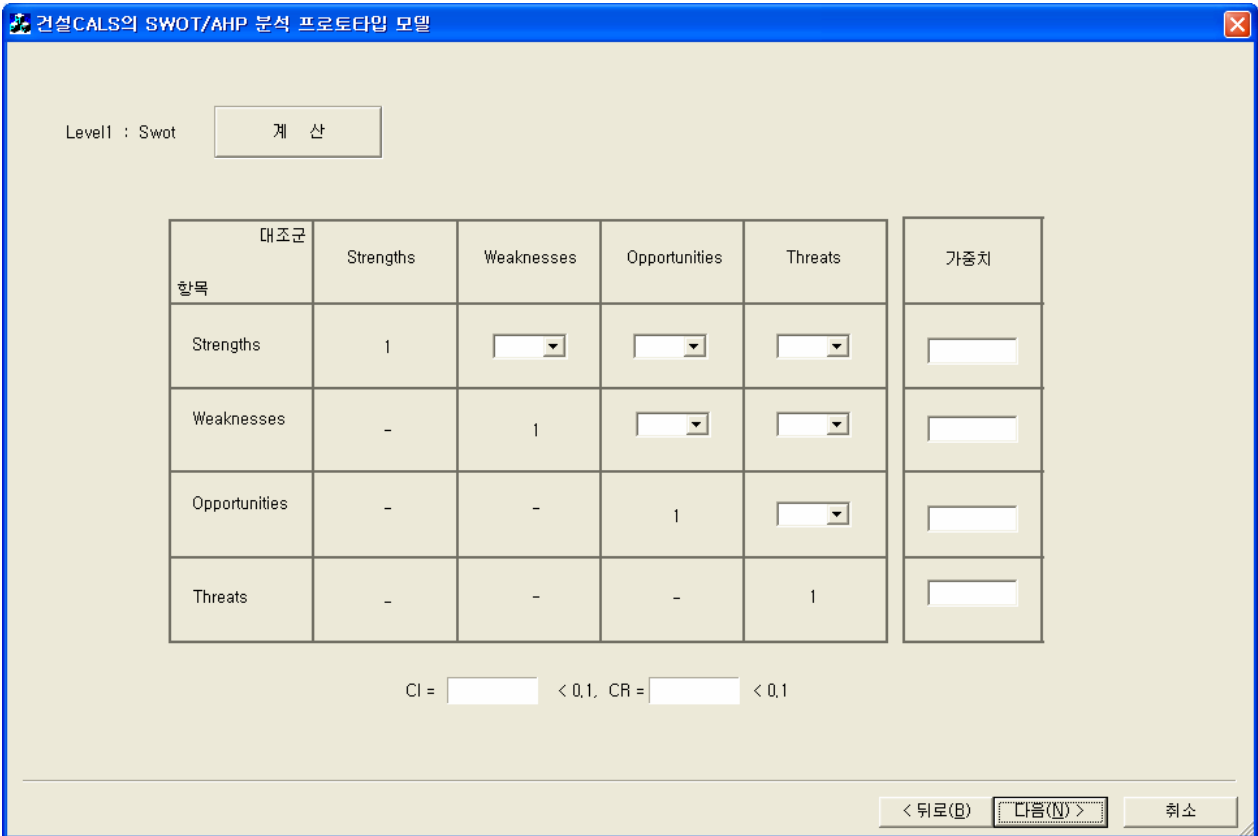 건설CALS의 SWOT/AHP 분석 프로토타입 모델
Level1 : Swot
계 산
대조군
항목
Strengths Weaknesses Opportunities Threats 가중치
Strengths 1
Weaknesses - 1
Opportunities - - 1
Threats - - - 1
CI = < 0.1, CR = < 0.1
< 뒤로(B) 다음(N) > 취소